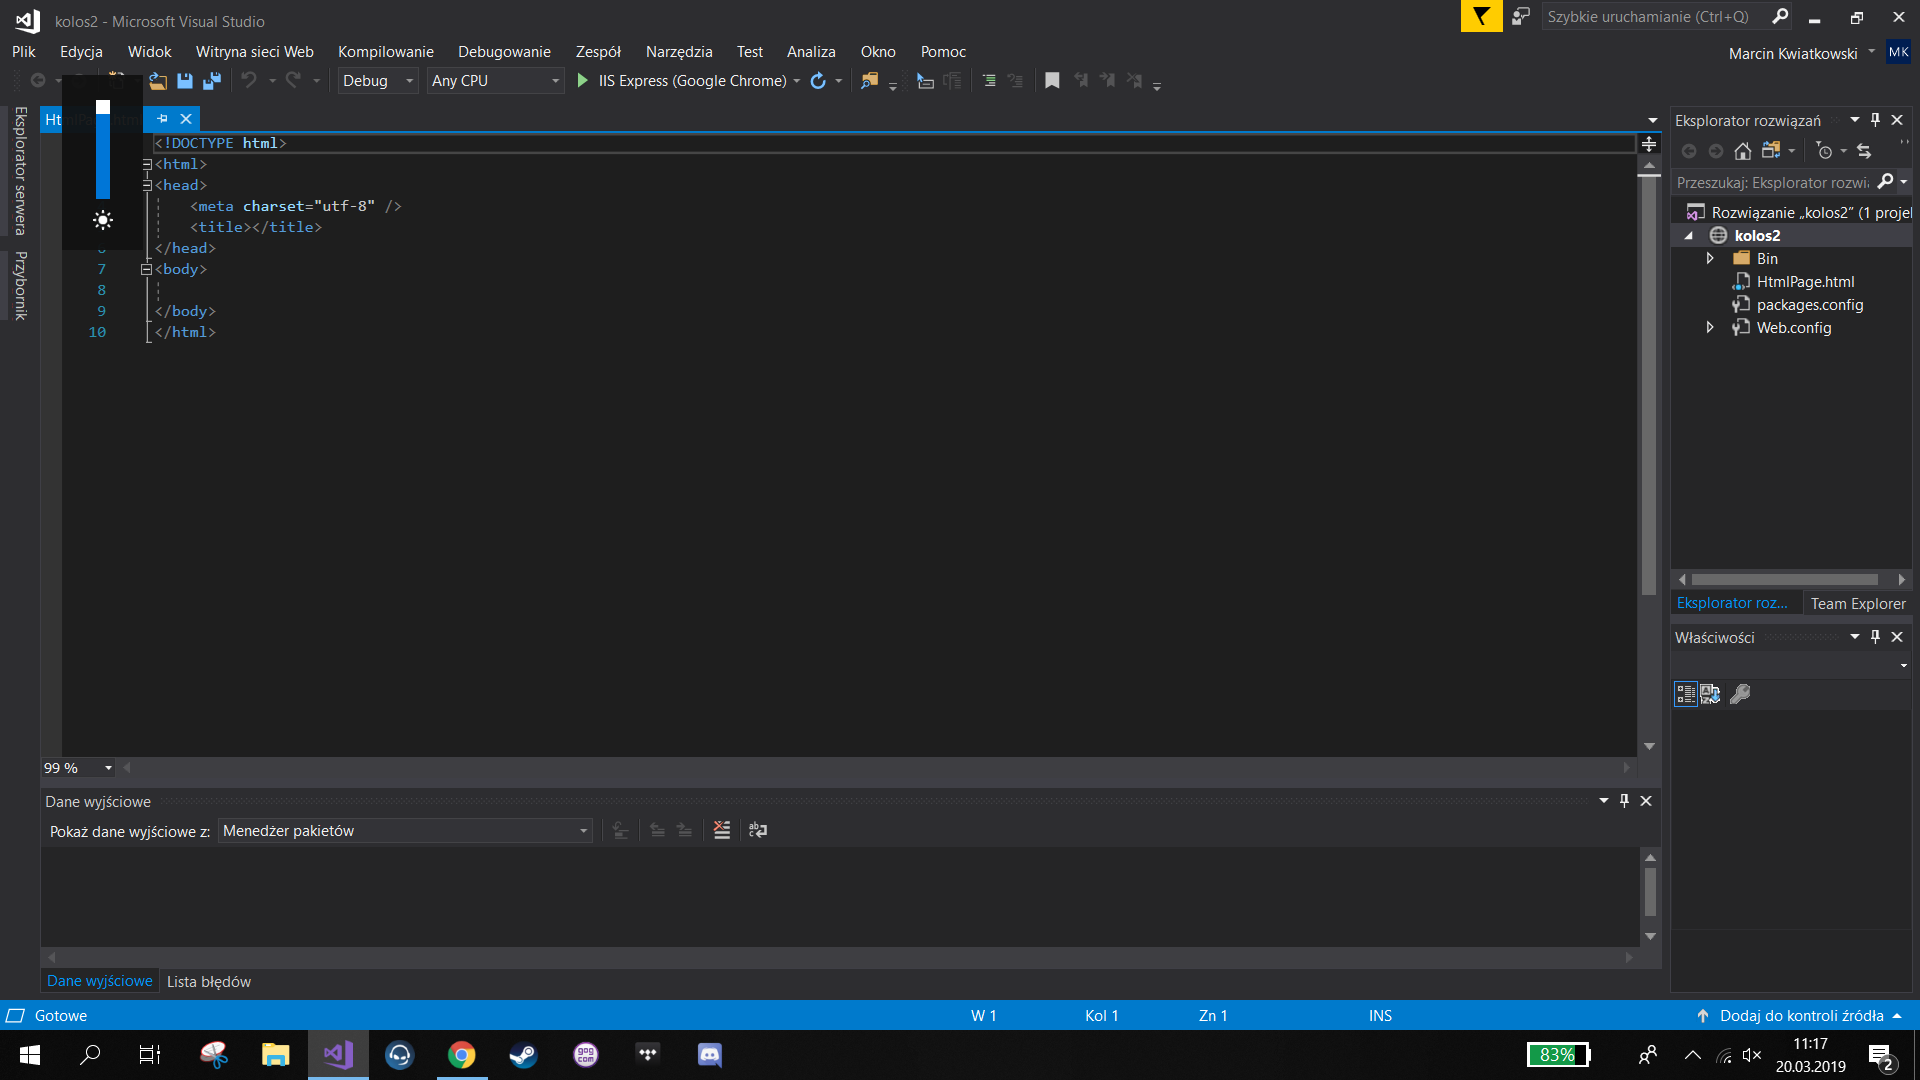 kolos2 - Microsoft Visual Studio
Szybkie uruchamianie (Ctrl+Q)
Plik Edycja Widok Witryna sieci Web Kompilowanie Debugowanie Zespół Narzędzia Test Analiza Okno Pomoc
Marcin Kwiatkowski MK
Debug Any CPU IIS Express (Google Chrome)
Eksplorator serwera
Przybornik
<!DOCTYPE html>
<html>
<head>
<meta charset="utf-8" />
<title></title>
</head>
7 <body>
8
9 </body>
10 </html>
99 %
Eksplorator rozwiązań
Przeszukaj: Eksplorator rozwi
Rozwiązanie „kolos2” (1 projel
kolos2
Bin
HtmlPage.html
packages.config
Web.config
Eksplorator roz... Team Explorer
Właściwości
Dane wyjściowe
Pokaż dane wyjściowe z: Menedżer pakietów
Dane wyjściowe Lista błędów
Gotowe W 1 Kol 1 Zn 1 INS Dodaj do kontroli źródła
gog.com
83%
11:17
20.03.2019
2